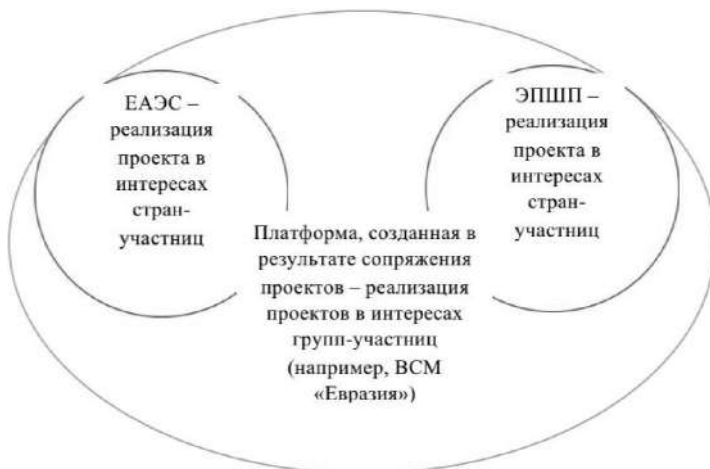 ЕАЭС –
реализация
проекта в
интересах
стран-
участниц
ЭПШП –
реализация
проекта в
интересах
стран-
участниц
Платформа, созданная в
результате сопряжения
проектов – реализация
проектов в интересах
групп-участниц
(например, ВСМ
«Евразия»)